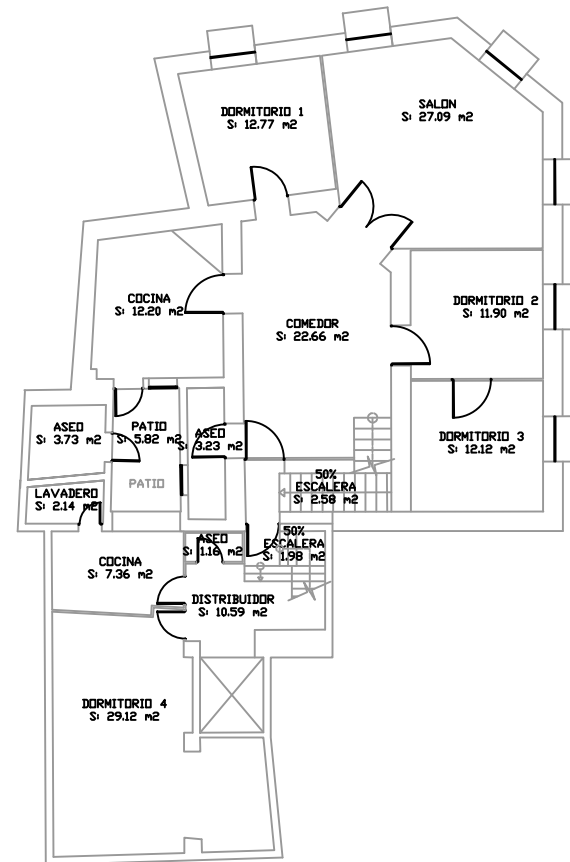 DORMITORIO 1
S: 12.77 m2
SALON
S: 27.09 m2
COCINA
S: 12.20 m2
COMEDOR
S: 22.66 m2
DORMITORIO 2
S: 11.90 m2
ASEO
S: 3.73 m2
PATIO
S: 5.82 m2
ASEO
S: 3.23 m2
DORMITORIO 3
S: 12.12 m2
PATIO
50%
ESCALERA
S: 2.58 m2
LAVADERO
S: 2.14 m2
ASEO
S: 1.16 m2
50%
ESCALERA
S: 1.98 m2
COCINA
S: 7.36 m2
DISTRIBUIDOR
S: 10.59 m2
DORMITORIO 4
S: 29.12 m2